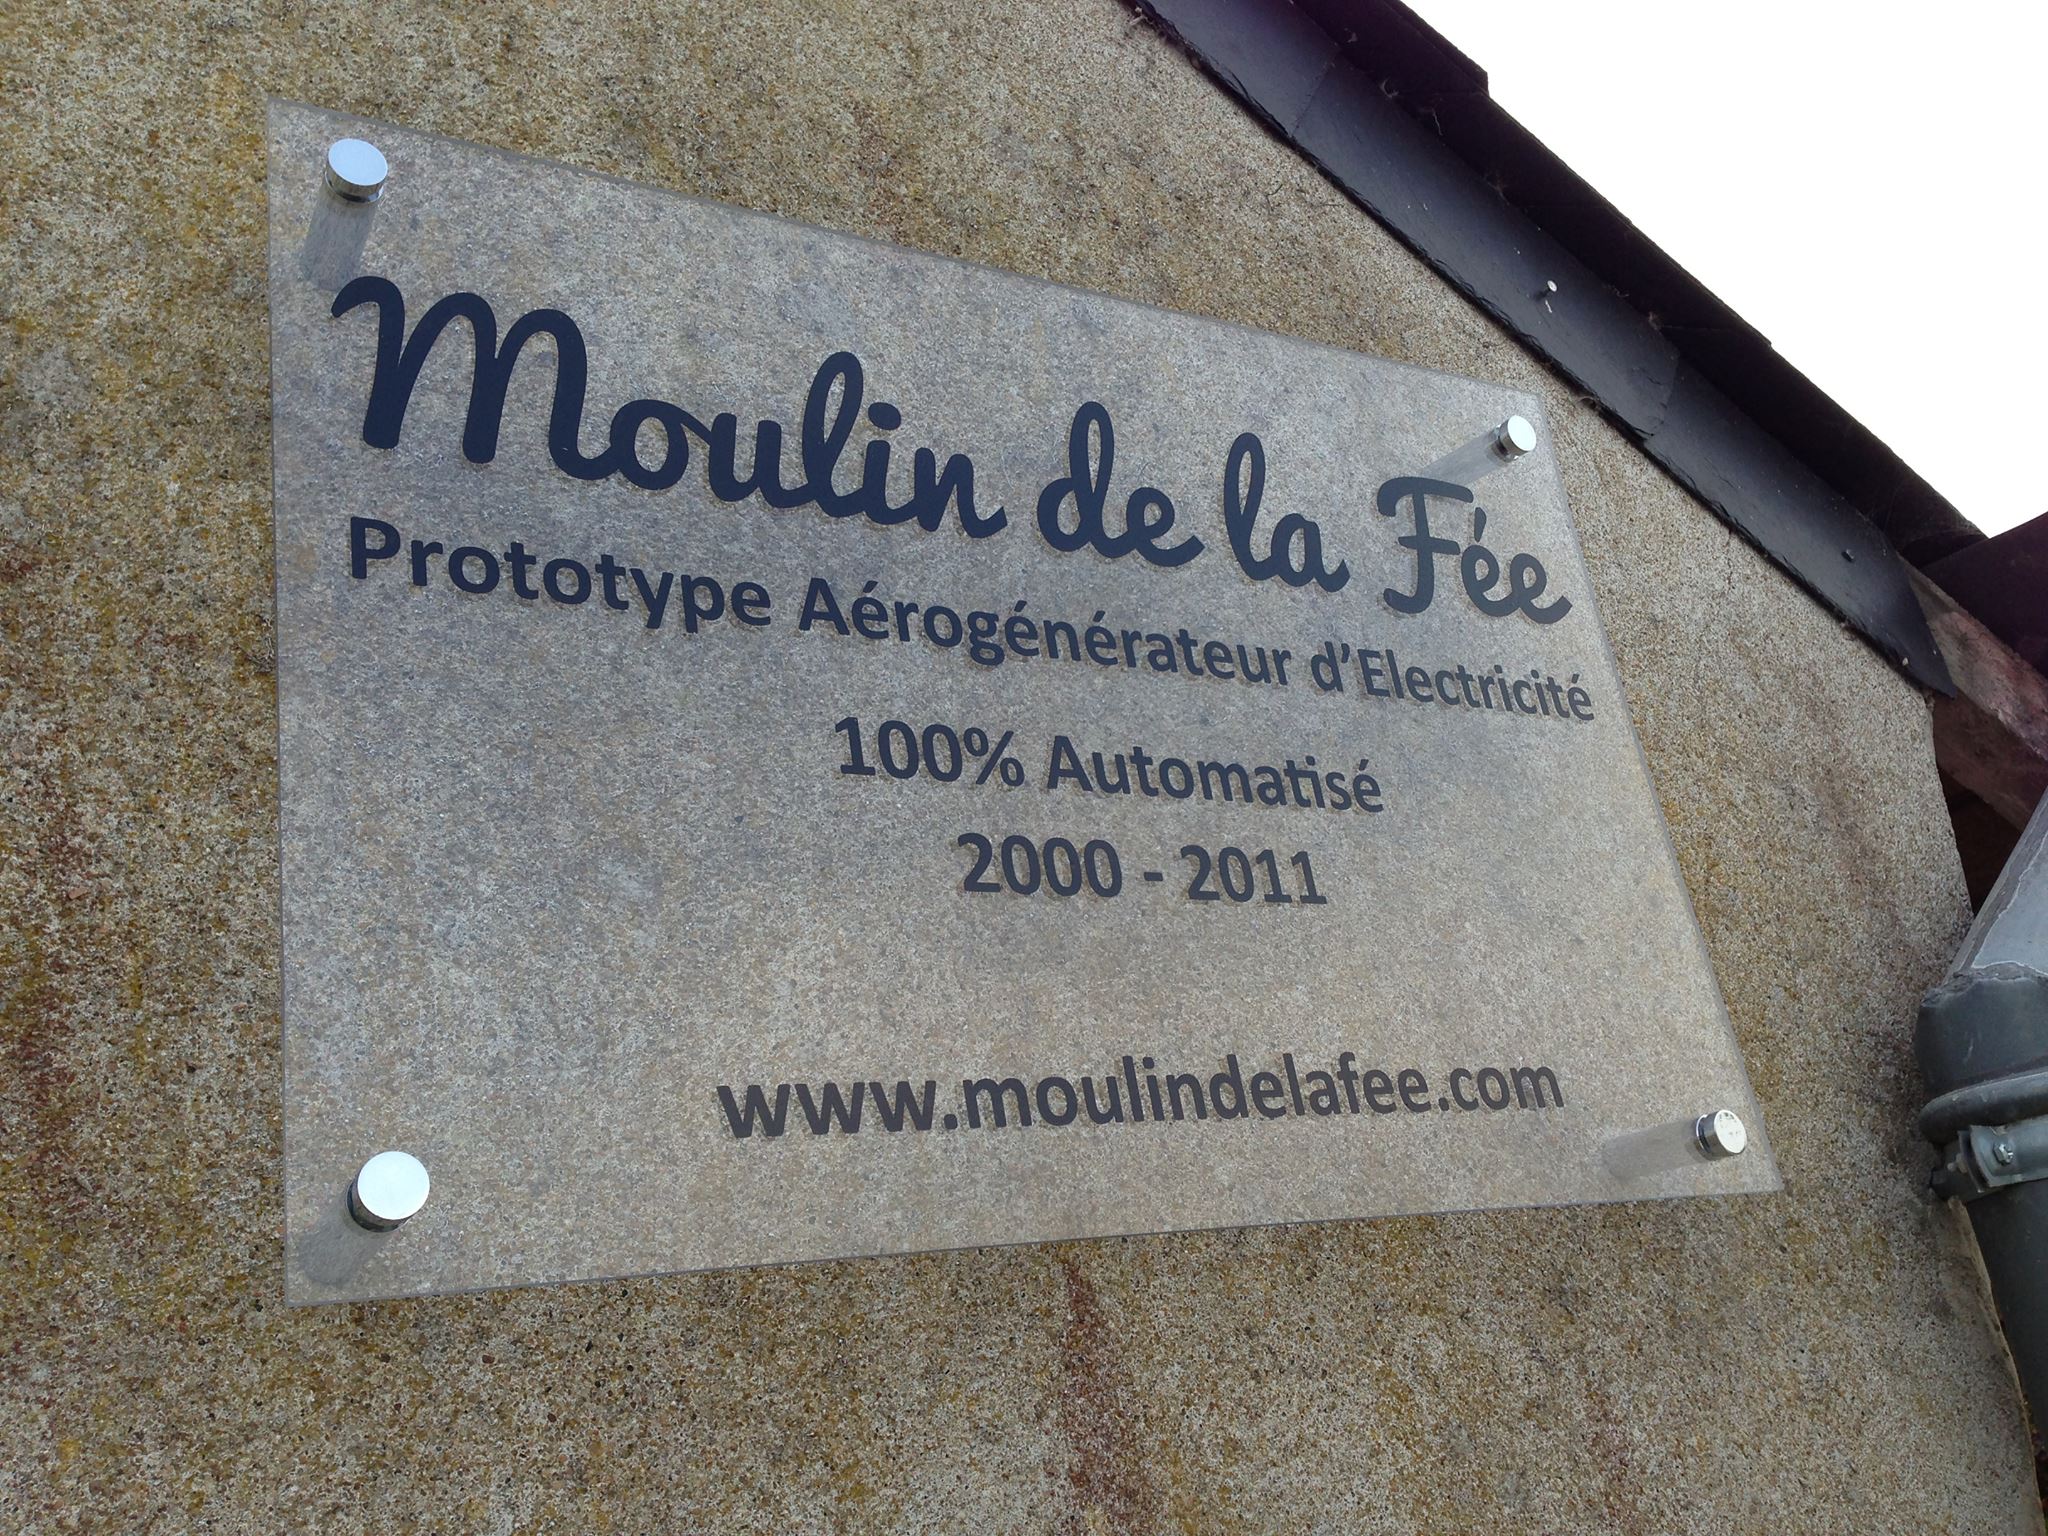 Moulin de la Fée
Prototype Aérogénérateur d'Electricité
100% Automatisé
2000 - 2011
www.moulindelafee.com